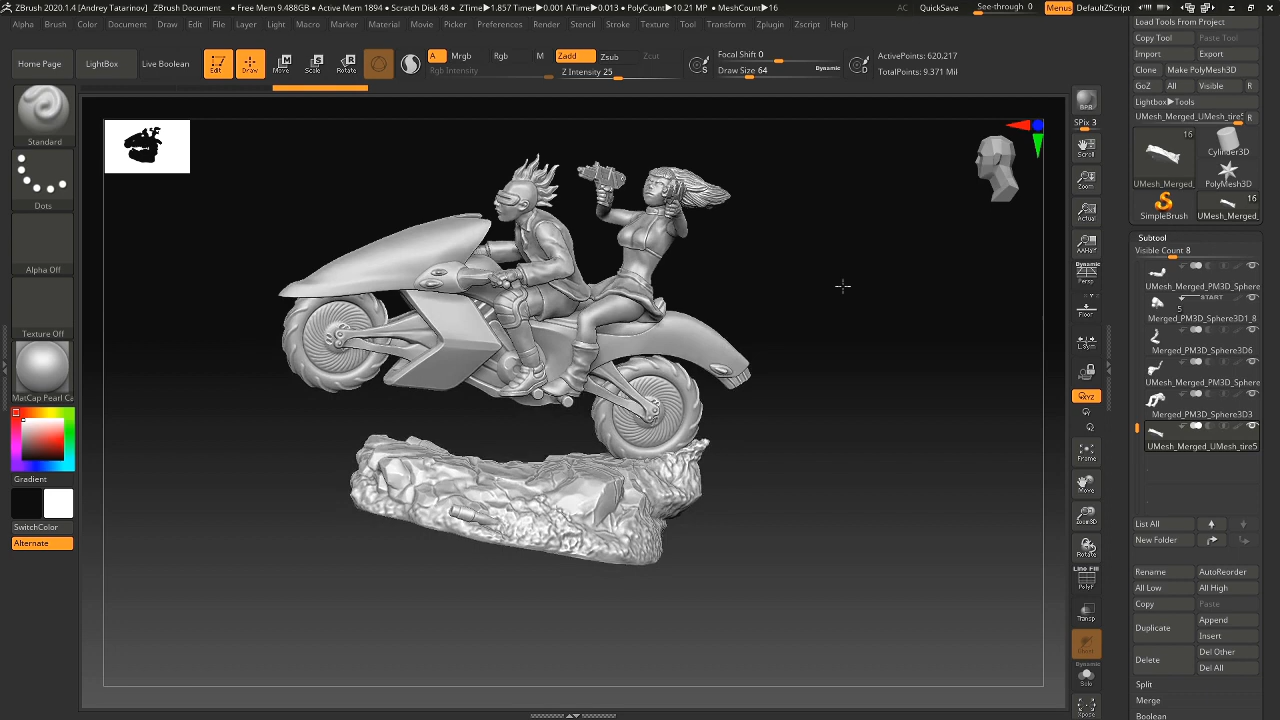 ZBrush 2020.1.4 [Andrey Tatarinov] ZBrush Document ● Free Mem 9.488GB ● Active Mem 1894 ● Scratch Disk 48 ● ZTime▶1.857 Timer▶0.001 ATime▶0.013 ● PolyCount▶10.21 MP ● MeshCount▶16 AC QuickSave See-through 0 Menus DefaultZScript
Alpha Brush Color Document Draw Edit File Layer Light Macro Marker Material Movie Picker Preferences Render Stencil Stroke Texture Tool Transform Zplugin Zscript Help
Load Tools From Project
Copy Tool Paste Tool
Import Export
Clone Make PolyMesh3D
GoZ All Visible R
Lightbox▶Tools
UMesh_Merged_UMesh_tire5 R
Home Page LightBox Live Boolean Edit Draw Move Scale Rotate A Mrgb Rgb M Zadd Zsub Zcut Focal Shift 0 ActivePoints: 620.217
Rgb Intensity Z Intensity 25 Draw Size 64 Dynamic TotalPoints: 9.371 Mil
S
D
Standard
Dots
Alpha Off
Texture Off
MatCap Pearl Ca
Gradient
SwitchColor
Alternate
BPR
SPix 3
Scroll
Zoom
Actual
AAHalf
Dynamic
Persp
Floor
L.Sym
XYZ
Frame
Move
Zoom3D
Rotate
Line Fill
PolyF
Transp
Dynamic
Solo
Xpose
16
Cylinder3D
UMesh_Merged_ PolyMesh3D
16
SimpleBrush UMesh_Merged_
Subtool
Visible Count 8
UMesh_Merged_PM3D_Sphere
START
5
Merged_PM3D_Sphere3D1_8
Merged_PM3D_Sphere3D6
UMesh_Merged_PM3D_Sphere
Merged_PM3D_Sphere3D3
UMesh_Merged_UMesh_tire5
List All
New Folder
Rename AutoReorder
All Low All High
Copy Paste
Duplicate Append
Insert
Delete Del Other
Del All
Split
Merge
Boolean